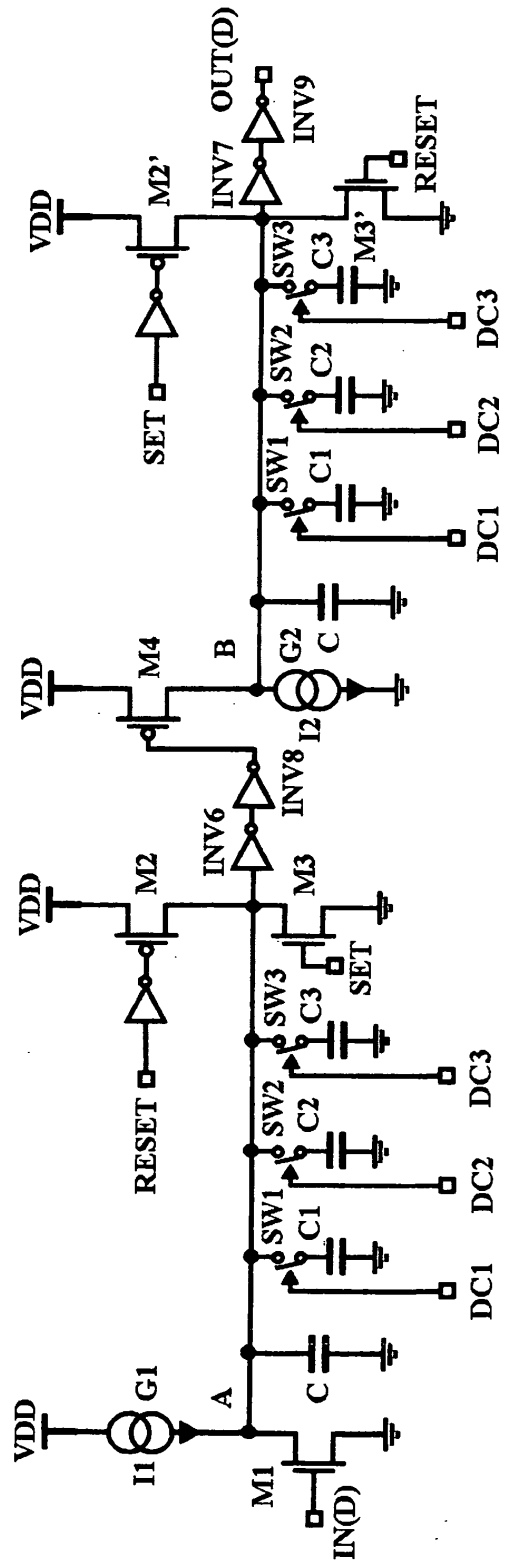 VDD
G1
I1
A
M1
IN(D)
C
SW1
C1
DC1
SW2
C2
DC2
SW3
C3
DC3
RESET
VDD
M2
M3
SET
INV6
INV8
VDD
M4
B
G2
I2
C
SW1
C1
DC1
SW2
C2
DC2
SW3
C3
DC3
SET
VDD
M2'
M3'
RESET
INV7
INV9
OUT(D)